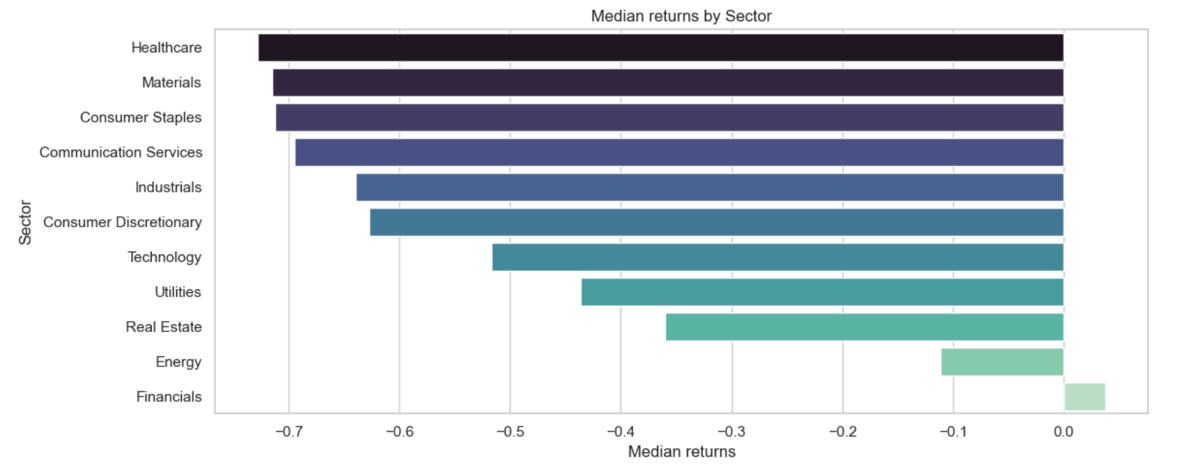 Median returns by Sector
Healthcare
Materials
Consumer Staples
Communication Services
Industrials
Consumer Discretionary
Technology
Utilities
Real Estate
Energy
Financials
Sector
−0.7 −0.6 −0.5 −0.4 −0.3 −0.2 −0.1 0.0
Median returns